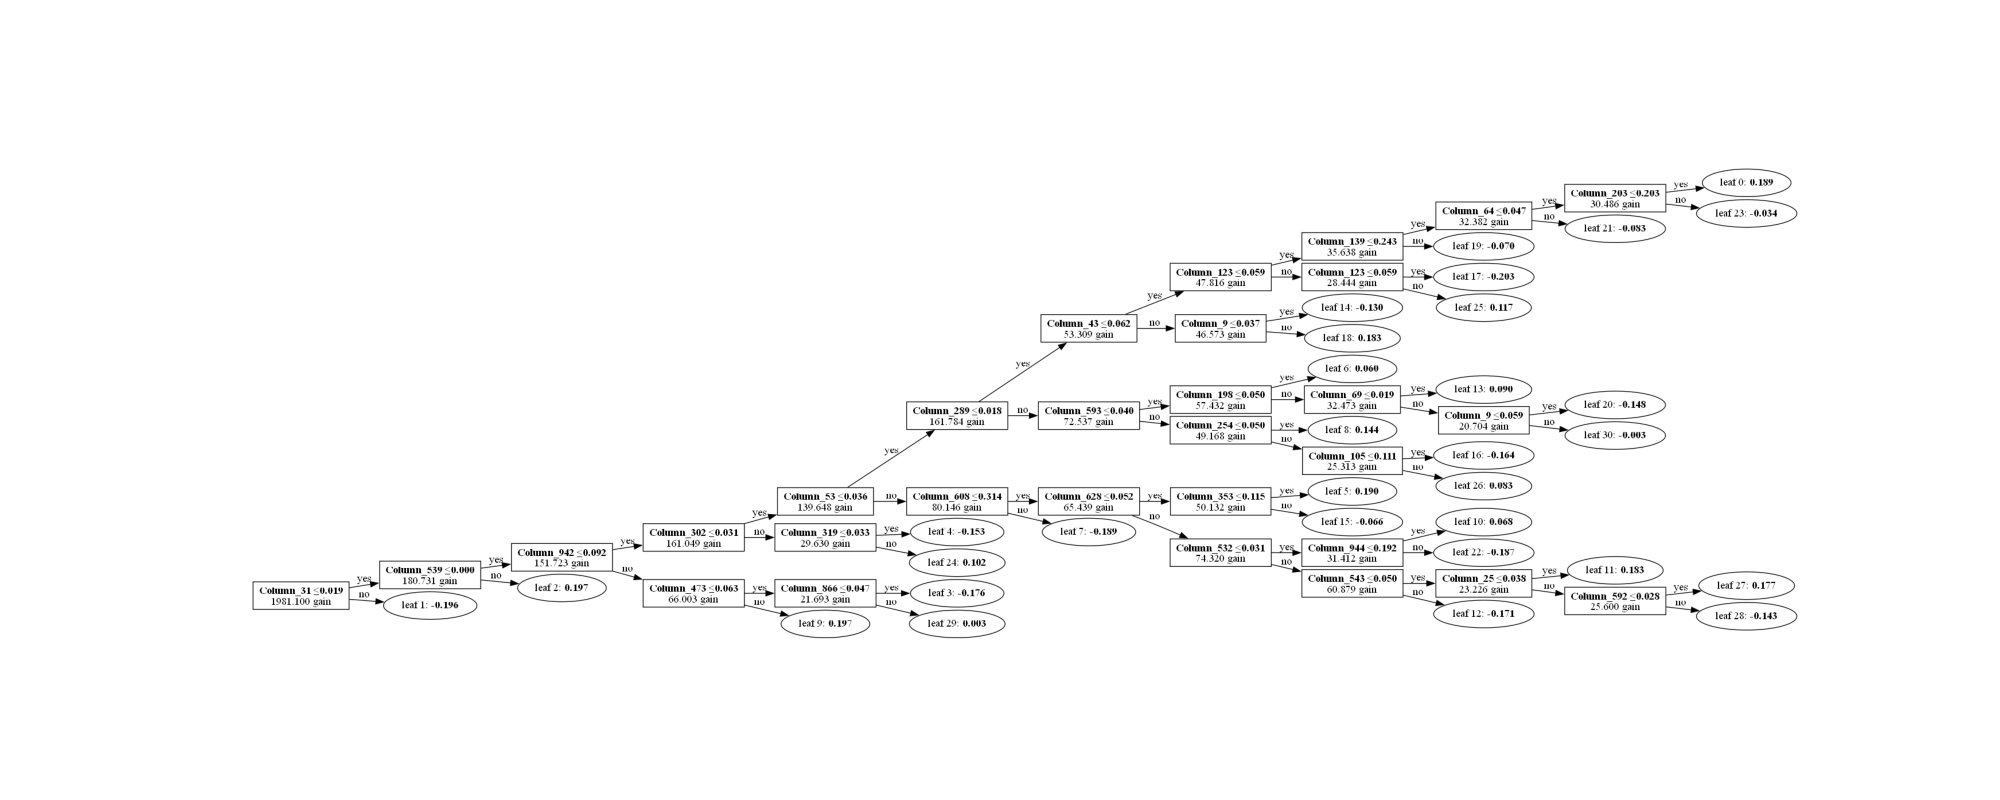 Column_31 ≤0.019
1981.100 gain
yes
no
Column_539 ≤0.000
180.731 gain
leaf 1: -0.196
yes
no
Column_942 ≤0.092
151.723 gain
leaf 2: 0.197
yes
no
Column_302 ≤0.031
161.049 gain
Column_473 ≤0.063
66.003 gain
yes
no
yes
no
Column_53 ≤0.036
139.648 gain
Column_319 ≤0.033
29.630 gain
Column_866 ≤0.047
21.693 gain
leaf 9: 0.197
yes
no
yes
no
yes
no
Column_289 ≤0.018
161.784 gain
Column_608 ≤0.314
80.146 gain
leaf 4: -0.153
leaf 24: 0.102
leaf 3: -0.176
leaf 29: 0.003
yes
no
yes
no
Column_43 ≤0.062
53.309 gain
Column_593 ≤0.040
72.537 gain
Column_628 ≤0.052
65.439 gain
leaf 7: -0.189
yes
no
yes
no
yes
no
Column_123 ≤0.059
47.816 gain
Column_9 ≤0.037
46.573 gain
Column_198 ≤0.050
57.432 gain
Column_254 ≤0.050
49.168 gain
Column_353 ≤0.115
50.132 gain
Column_532 ≤0.031
74.320 gain
yes
no
yes
no
yes
no
yes
no
yes
no
yes
no
Column_139 ≤0.243
35.638 gain
Column_123 ≤0.059
28.444 gain
leaf 14: -0.130
leaf 18: 0.183
leaf 6: 0.060
Column_69 ≤0.019
32.473 gain
leaf 8: 0.144
Column_105 ≤0.111
25.313 gain
leaf 5: 0.190
leaf 15: -0.066
Column_944 ≤0.192
31.412 gain
Column_543 ≤0.050
60.879 gain
yes
no
yes
no
yes
no
yes
no
yes
no
yes
no
Column_64 ≤0.047
32.382 gain
leaf 19: -0.070
leaf 17: -0.203
leaf 25: 0.117
leaf 13: 0.090
Column_9 ≤0.059
20.704 gain
leaf 16: -0.164
leaf 26: 0.083
leaf 10: 0.068
leaf 22: -0.187
Column_25 ≤0.038
23.226 gain
leaf 12: -0.171
yes
no
yes
no
yes
no
Column_203 ≤0.203
30.486 gain
leaf 21: -0.083
leaf 20: -0.148
leaf 30: -0.003
leaf 11: 0.183
Column_592 ≤0.028
25.600 gain
yes
no
yes
no
leaf 0: 0.189
leaf 23: -0.034
leaf 27: 0.177
leaf 28: -0.143